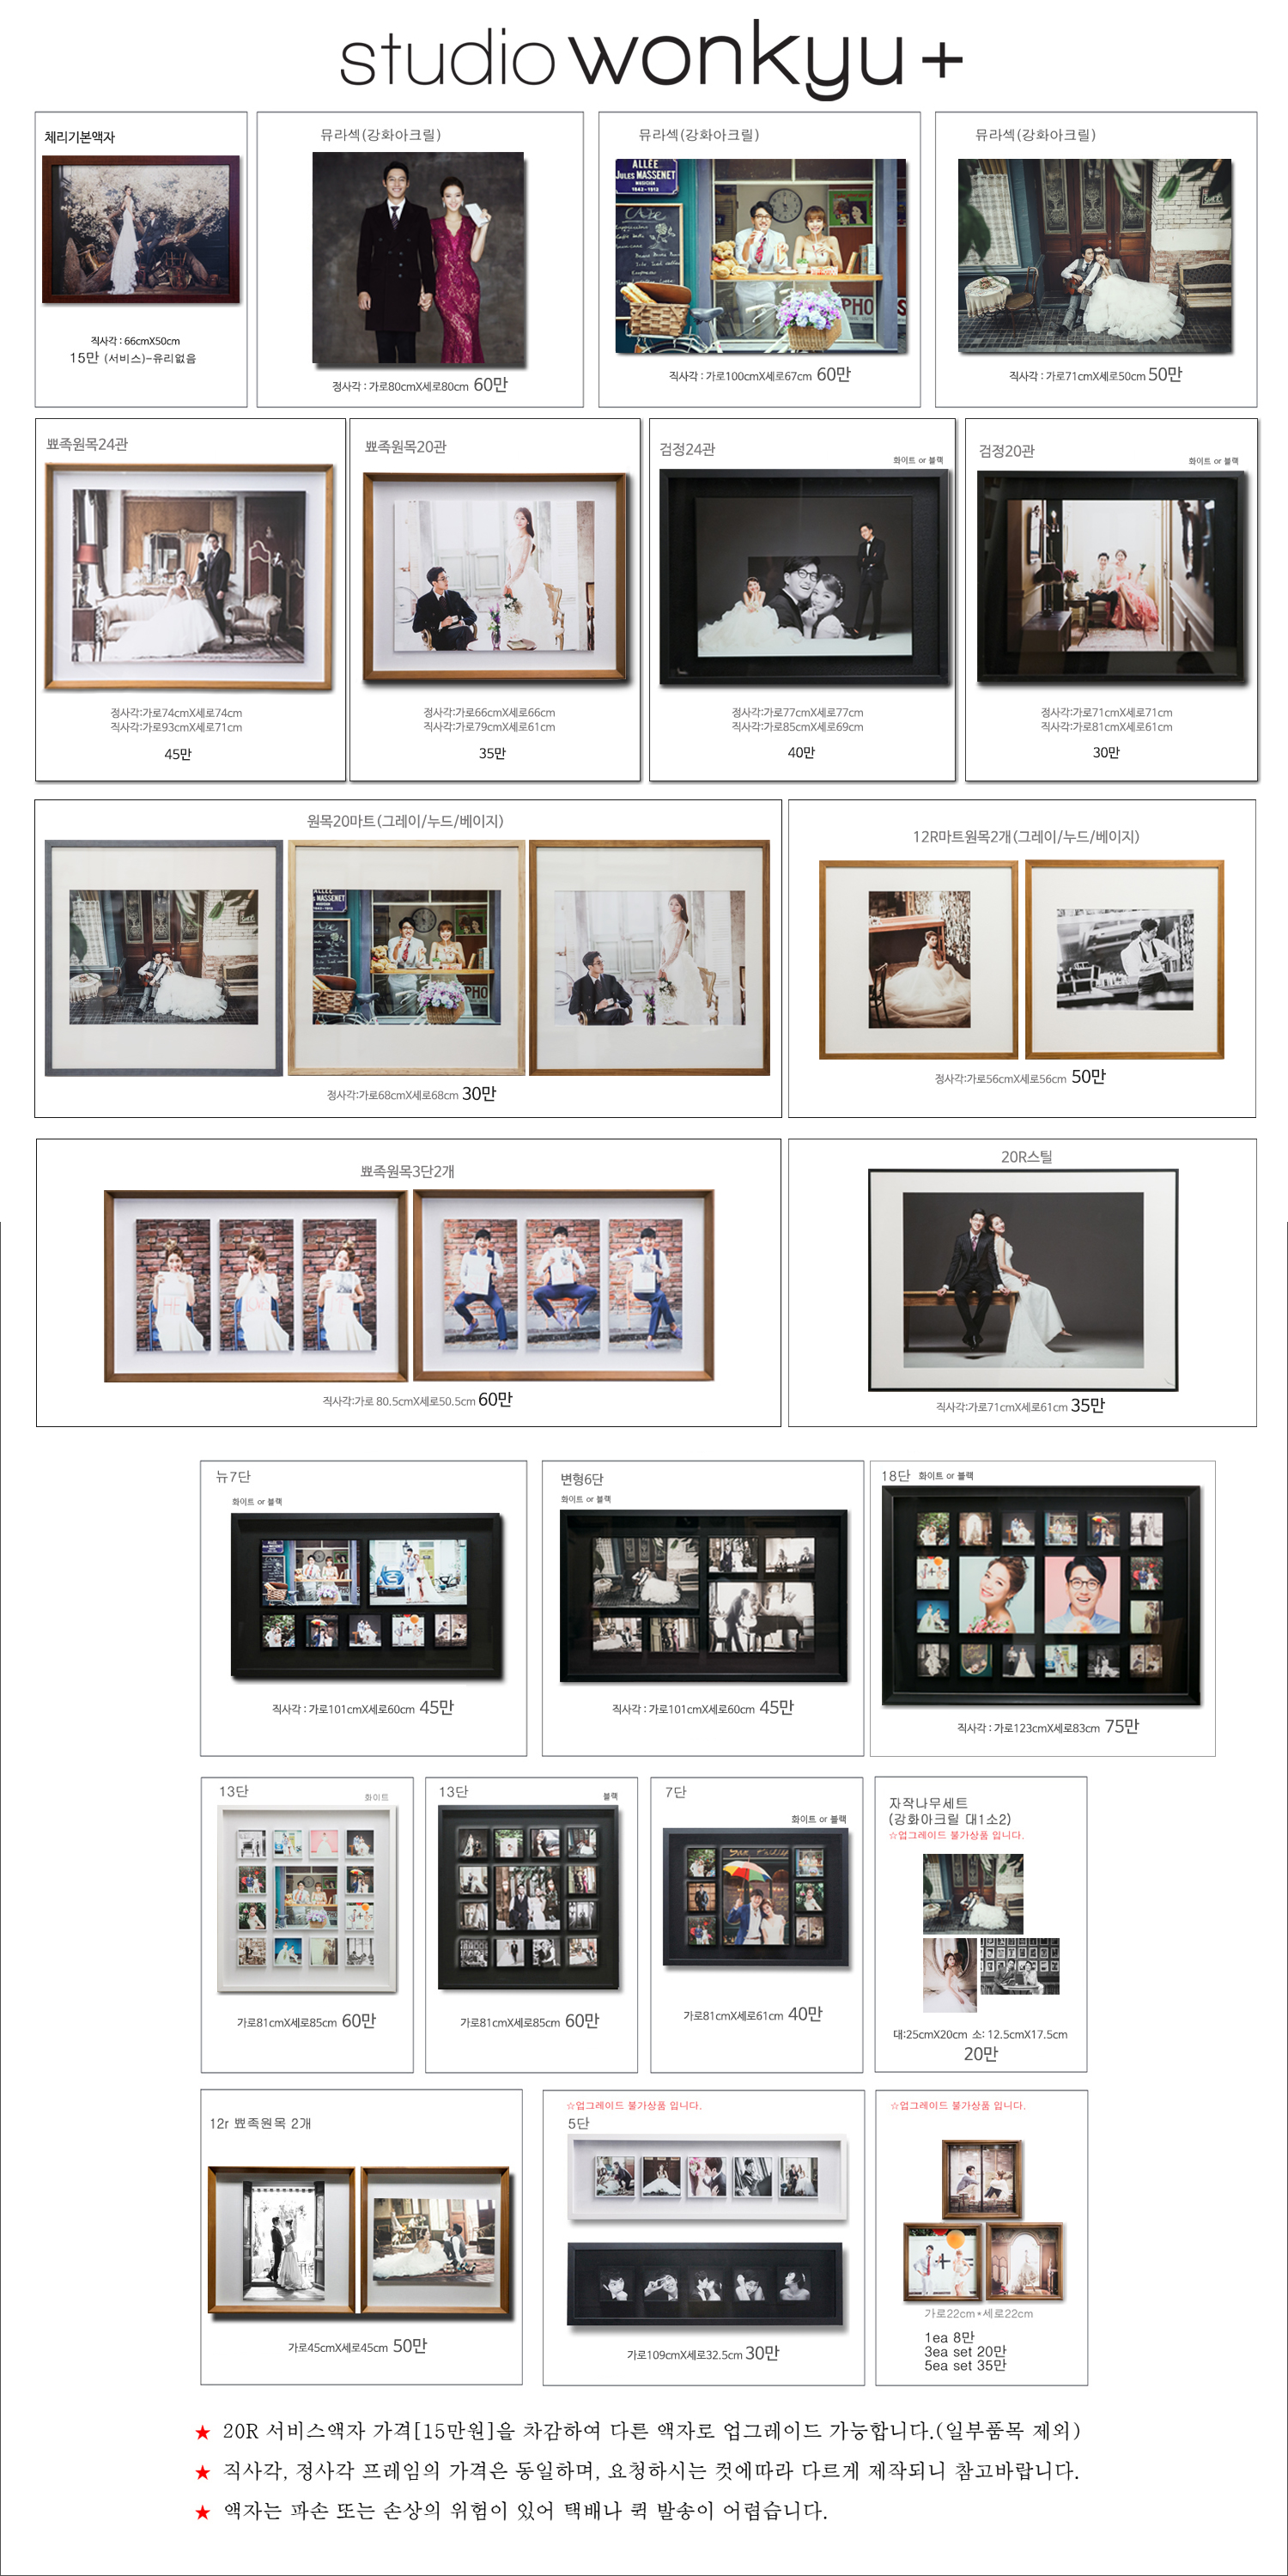 studio wonkyu +
체리기본액자
직사각 : 66cmX50cm
15만 (서비스)-유리없음
뮤라섹(강화아크릴)
정사각 : 가로80cmX세로80cm 60만
뮤라섹(강화아크릴)
ALLÉE
Jules MASSENET
MUSICIEN
1842-1912
직사각 : 가로100cmX세로67cm 60만
뮤라섹(강화아크릴)
직사각 : 가로71cmX세로50cm 50만
뾰족원목24관
정사각:가로74cmX세로74cm
직사각:가로93cmX세로71cm
45만
뾰족원목20관
정사각:가로66cmX세로66cm
직사각:가로79cmX세로61cm
35만
검정24관
화이트 or 블랙
정사각:가로77cmX세로77cm
직사각:가로85cmX세로69cm
40만
검정20관
화이트 or 블랙
정사각:가로71cmX세로71cm
직사각:가로81cmX세로61cm
30만
원목20마트(그레이/누드/베이지)
정사각:가로68cmX세로68cm 30만
12R마트원목2개(그레이/누드/베이지)
정사각:가로56cmX세로56cm 50만
뾰족원목3단2개
직사각:가로 80.5cmX세로50.5cm 60만
20R스틸
직사각:가로71cmX세로61cm 35만
뉴7단
화이트 or 블랙
직사각 : 가로101cmX세로60cm 45만
변형6단
화이트 or 블랙
직사각 : 가로101cmX세로60cm 45만
18단 화이트 or 블랙
직사각 : 가로123cmX세로83cm 75만
13단
화이트
가로81cmX세로85cm 60만
13단
블랙
가로81cmX세로85cm 60만
7단
화이트 or 블랙
가로81cmX세로61cm 40만
자작나무세트
(강화아크릴 대1소2)
☆업그레이드 불가상품 입니다.
대:25cmX20cm 소: 12.5cmX17.5cm
20만
12r 뾰족원목 2개
가로45cmX세로45cm 50만
☆업그레이드 불가상품 입니다.
5단
가로109cmX세로32.5cm 30만
☆업그레이드 불가상품 입니다.
가로22cm*세로22cm
1ea 8만
3ea set 20만
5ea set 35만
★ 20R 서비스액자 가격[15만원]을 차감하여 다른 액자로 업그레이드 가능합니다.(일부품목 제외)
★ 직사각, 정사각 프레임의 가격은 동일하며, 요청하시는 컷에따라 다르게 제작되니 참고바랍니다.
★ 액자는 파손 또는 손상의 위험이 있어 택배나 퀵 발송이 어렵습니다.